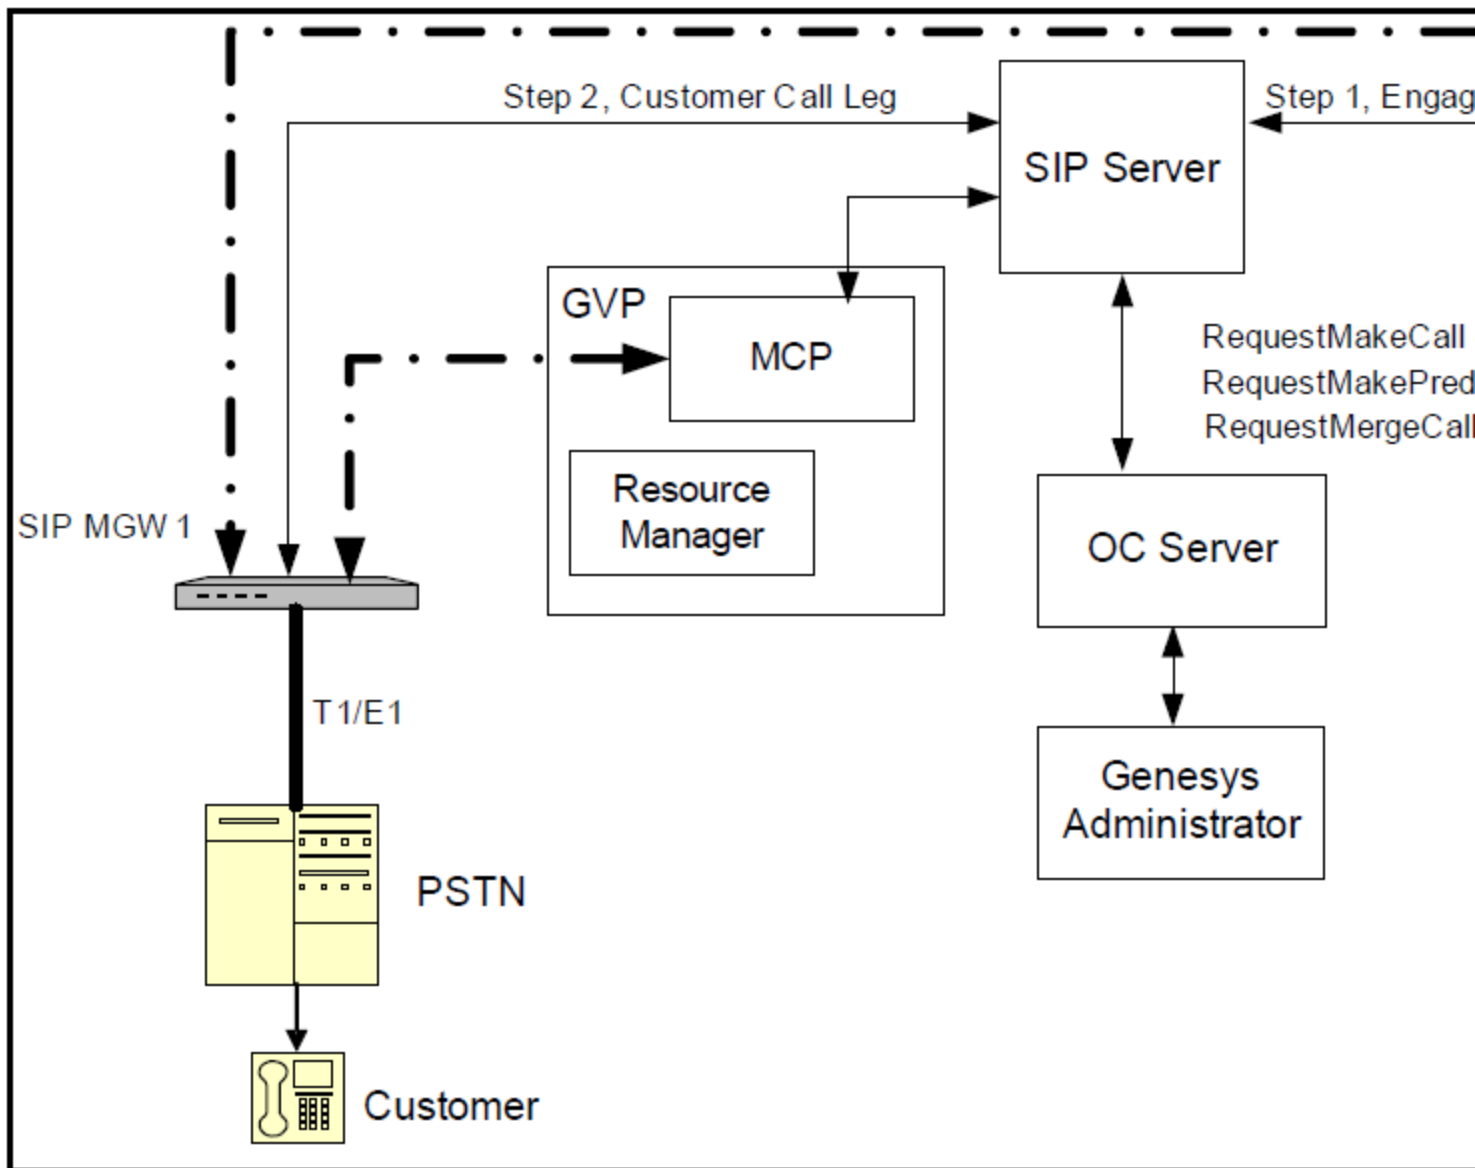 Step 2, Customer Call Leg
Step 1, Engag
SIP Server
GVP
MCP
RequestMakeCall
RequestMakePred
RequestMergeCall
Resource
Manager
SIP MGW 1
OC Server
T1/E1
Genesys
Administrator
PSTN
Customer